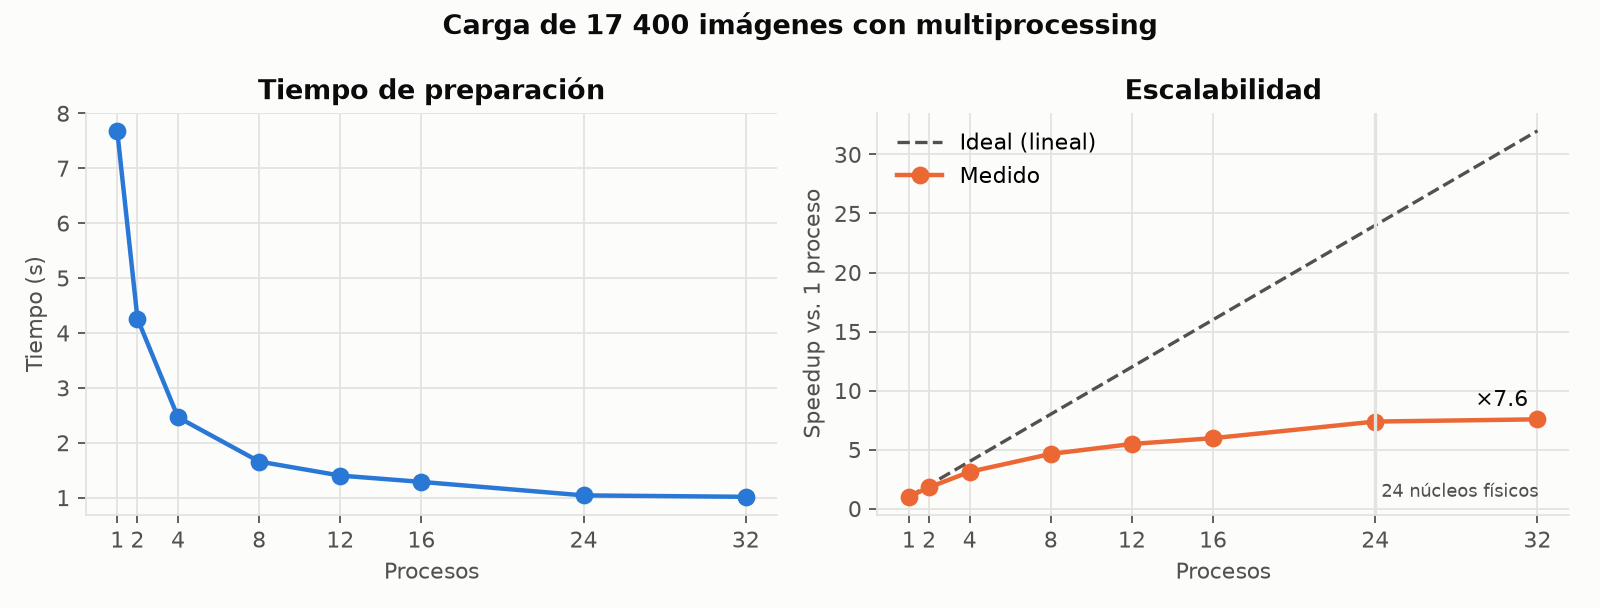 Carga de 17 400 imágenes con multiprocessing
Tiempo de preparación
Tiempo (s)
8
7
6
5
4
3
2
1
1 2 4 8 12 16 24 32
Procesos
Escalabilidad
Speedup vs. 1 proceso
30
25
20
15
10
5
0
Ideal (lineal)
Medido
×7.6
24 núcleos físicos
1 2 4 8 12 16 24 32
Procesos